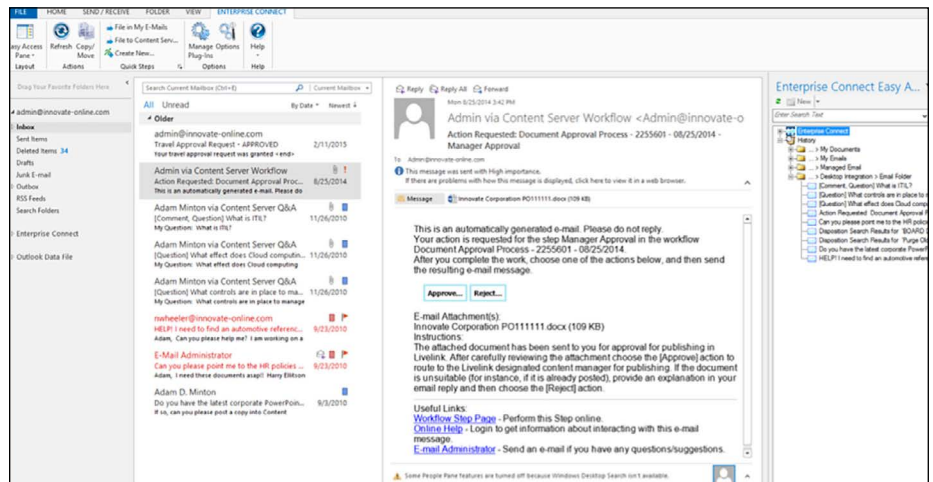 FILE HOME SEND / RECEIVE FOLDER VIEW ENTERPRISE CONNECT
Easy Access Pane
Refresh
Copy/ Move
File in My E-Mails
File to Content Serv...
Create New...
Manage Plug-Ins
Options
Help
Layout Actions Quick Steps Options Help
Drag Your Favorite Folders Here
admin@innovate-online.com
Inbox
Sent Items
Deleted Items 34
Drafts
Junk E-mail
Outbox
RSS Feeds
Search Folders
Enterprise Connect
Outlook Data File
Search Current Mailbox (Ctrl+E) Current Mailbox
All Unread By Date Newest
Older
admin@innovate-online.com
Travel Approval Request - APPROVED 2/11/2015
Your travel approval request was granted <end>
Admin via Content Server Workflow
Action Requested: Document Approval Proc... 8/25/2014
This is an automatically generated e-mail. Please do
Adam Minton via Content Server Q&A
[Comment, Question] What is ITIL? 11/26/2010
My Question: What is ITIL?
Adam Minton via Content Server Q&A
[Question] What effect does Cloud computin... 11/26/2010
My Question: What effect does Cloud computing
Adam Minton via Content Server Q&A
[Question] What controls are in place to ma... 11/26/2010
My Question: What controls are in place to manage
nwheeler@innovate-online.com
HELP! I need to find an automotive referenc... 9/23/2010
Adam, Can you please help me? I am working on a
E-Mail Administrator
Can you please point me to the HR policies ... 9/23/2010
Adam, I need these documents asap!! Harry Ellitson
Adam D. Minton
Do you have the latest corporate PowerPoin... 9/3/2010
If so, can you please post a copy into Content
Reply Reply All Forward
Mon 8/25/2014 3:42 PM
Admin via Content Server Workflow <Admin@innovate-o
Action Requested: Document Approval Process - 2255601 - 08/25/2014 -
Manager Approval
To Admin@innovate-online.com
This message was sent with High importance.
If there are problems with how this message is displayed, click here to view it in a web browser.
Message Innovate Corporation PO111111.docx (109 KB)
This is an automatically generated e-mail. Please do not reply.
Your action is requested for the step Manager Approval in the workflow
Document Approval Process - 2255601 - 08/25/2014.
After you complete the work, choose one of the actions below, and then send
the resulting e-mail message.
Approve... Reject...
E-mail Attachment(s):
Innovate Corporation PO111111.docx (109 KB)
Instructions:
The attached document has been sent to you for approval for publishing in
Livelink. After carefully reviewing the attachment choose the [Approve] action to
route to the Livelink designated content manager for publishing. If the document
is unsuitable (for instance, if it is already posted), provide an explanation in your
email reply and then choose the [Reject] action.
Useful Links:
Workflow Step Page - Perform this Step online.
Online Help - Login to get information about interacting with this e-mail
message.
E-mail Administrator - Send an e-mail if you have any questions/suggestions.
Some People Pane features are turned off because Windows Desktop Search isn't available.
Enterprise Connect Easy A...
New
Enter Search Text
Enterprise Connect
History
...> My Documents
...> My Emails
...> Managed Email
...> Desktop Integration > Email Folder
[Comment, Question] What is ITIL?
[Question] What controls are in place to m
[Question] What effect does Cloud comp
Action Requested: Document Approval P
Can you please point me to the HR polic
Disposition Search Results for 'BOARD D
Disposition Search Results for 'Purge Ol
Do you have the latest corporate PowerP
HELP! I need to find an automotive refer